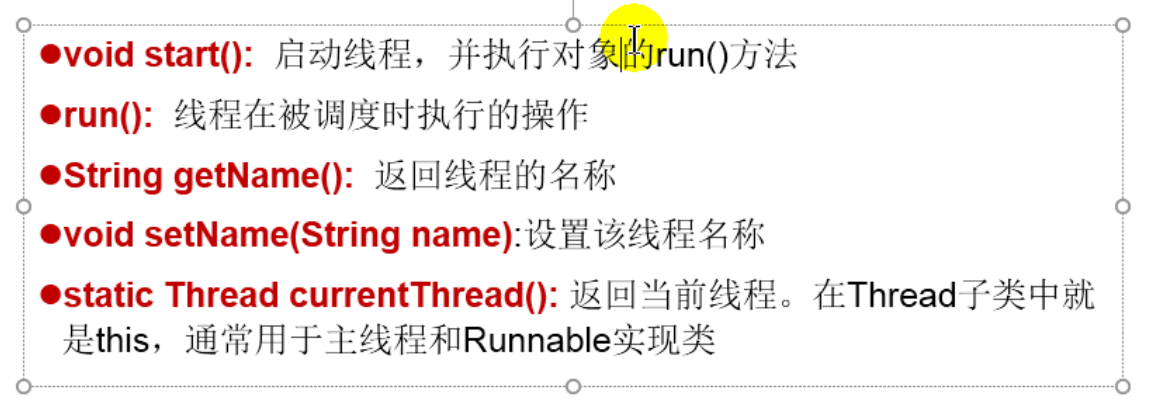 ●void start(): 启动线程，并执行对象的run()方法
●run(): 线程在被调度时执行的操作
●String getName(): 返回线程的名称
●void setName(String name):设置该线程名称
●static Thread currentThread(): 返回当前线程。在Thread子类中就
是this，通常用于主线程和Runnable实现类